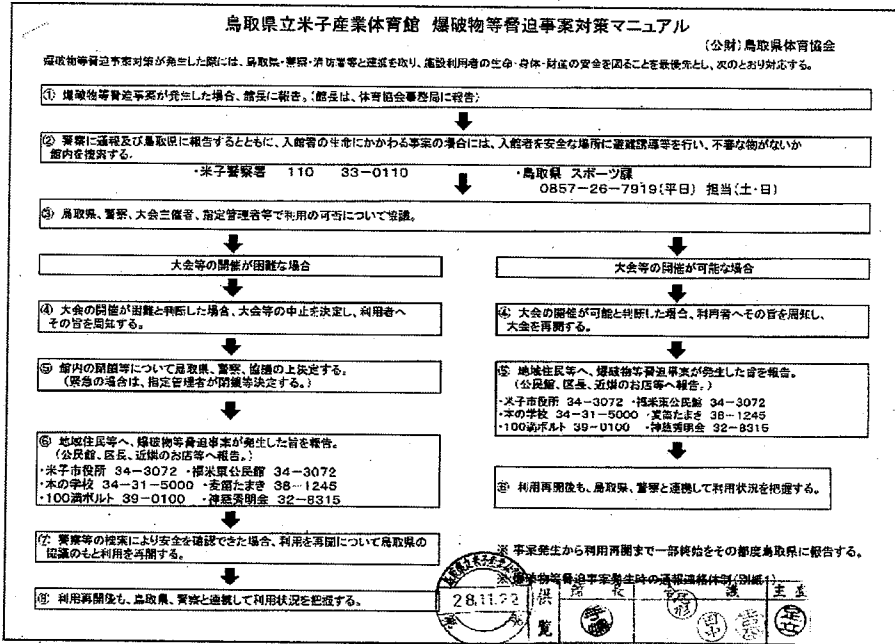 鳥取県立米子産業体育館 爆破物等脅迫事案対策マニュアル
(公財)鳥取県体育協会
爆破物等脅迫事案対策が発生した際には、鳥取県・警察・消防署等と連携を取り、施設利用者の生命・身体・財産の安全を図ることを最優先とし、次のとおり対応する。
① 爆破物等脅迫事案が発生した場合、館長に報告。(館長は、体育協会事務局に報告)
② 警察に通報及び鳥取県に報告するとともに、入館者の生命にかかわる事案の場合には、入館者を安全な場所に避難誘導等を行い、不審な物がないか
館内を捜索する。
・米子警察署 110 33-0110
・鳥取県 スポーツ課
0857-26-7919(平日) 担当(土・日)
③ 鳥取県、警察、大会主催者、指定管理者等で利用の可否について協議。
大会等の開催が困難な場合
④ 大会の開催が困難と判断した場合、大会等の中止を決定し、利用者へ
その旨を周知する。
⑤ 館内の閉鎖等について鳥取県、警察、協議の上決定する。
(緊急の場合は、指定管理者が閉鎖等決定する。)
⑥ 地域住民等へ、爆破物等脅迫事案が発生した旨を報告。
(公民館、区長、近隣のお店等へ報告。)
・米子市役所 34-3072 ・福米東公民館 34-3072
・本の学校 34-31-5000 ・麦笛たまき 38-1245
・100満ボルト 39-0100 ・神慈秀明会 32-8315
⑦ 警察等の捜索により安全を確認できた場合、利用を再開について鳥取県の
協議のもと利用を再開する。
⑧ 利用再開後も、鳥取県、警察と連携して利用状況を把握する。
大会等の開催が可能な場合
④ 大会の開催が可能と判断した場合、利用者へその旨を周知し、
大会を再開する。
⑤ 地域住民等へ、爆破物等脅迫事案が発生した旨を報告。
(公民館、区長、近隣のお店等へ報告。)
・米子市役所 34-3072 ・福米東公民館 34-3072
・本の学校 34-31-5000 ・麦笛たまき 38-1245
・100満ボルト 39-0100 ・神慈秀明会 32-8315
⑥ 利用再開後も、鳥取県、警察と連携して利用状況を把握する。
※ 事案発生から利用再開まで一部始終をその都度鳥取県に報告する。
※ 爆破物等脅迫事案発生時の通報連絡体制(別紙1)
28.11.22
供覧
館長
主査
足立